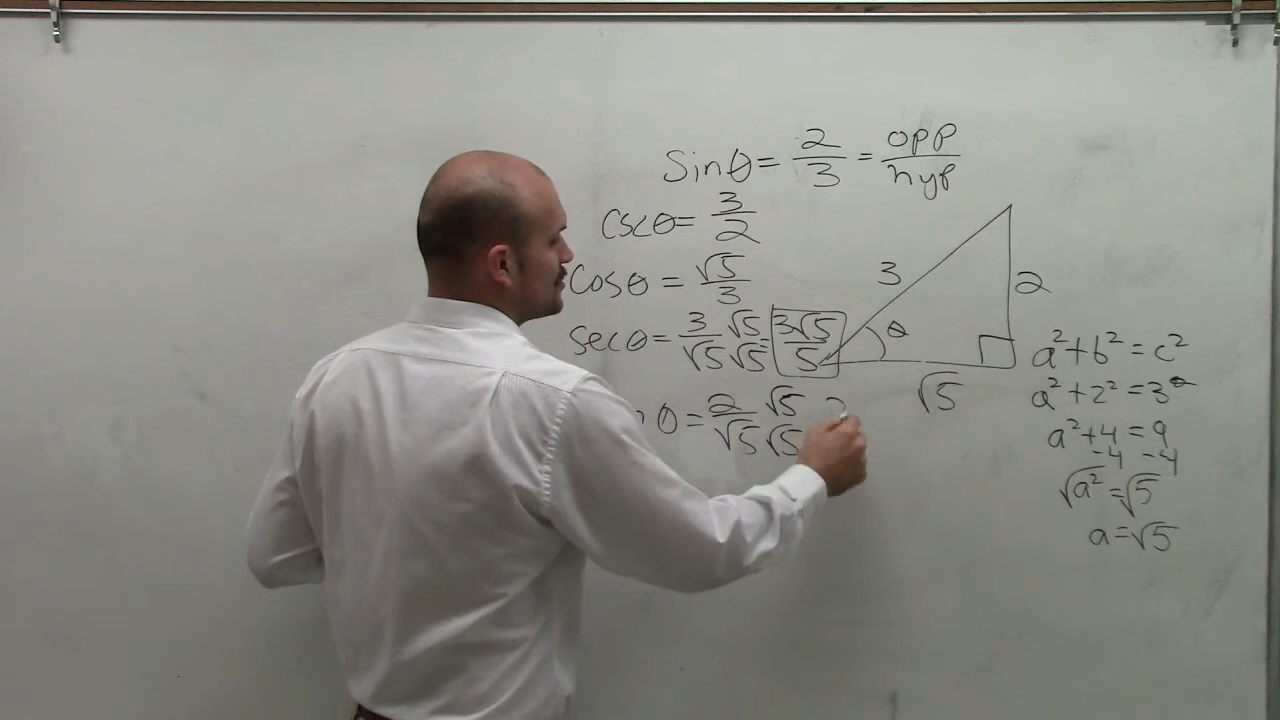 Sinθ = 2/3 = opp/hyp
cscθ = 3/2
Cosθ = √5/3
secθ = 3/√5 √5/√5 = 3√5/5
θ = 2/√5 √5/√5 2
3
2
θ
√5
a² + b² = c²
a² + 2² = 3²
a² + 4 = 9
-4 -4
√a² = √5
a = √5